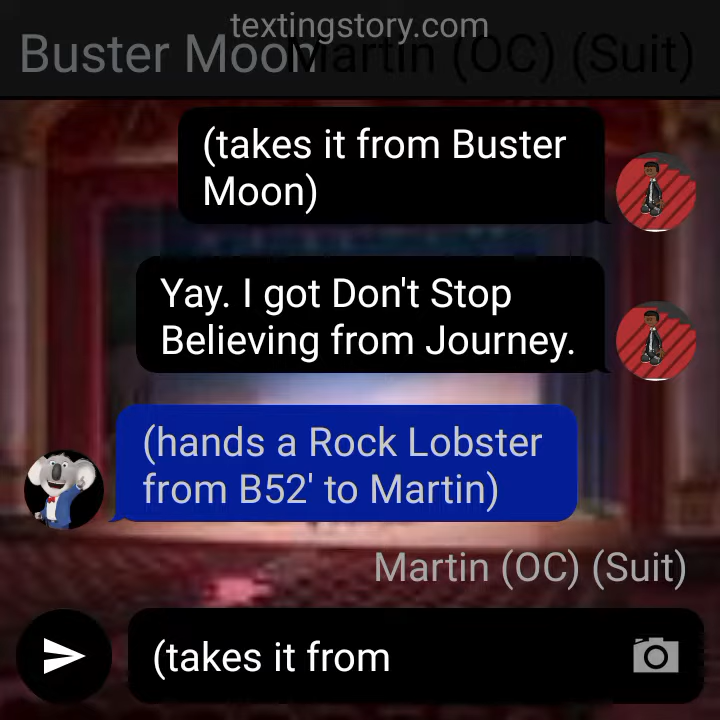 textingstory.com
Buster Moon
Martin (OC) (Suit)
(takes it from Buster
Moon)
Yay. I got Don't Stop
Believing from Journey.
(hands a Rock Lobster
from B52' to Martin)
Martin (OC) (Suit)
(takes it from